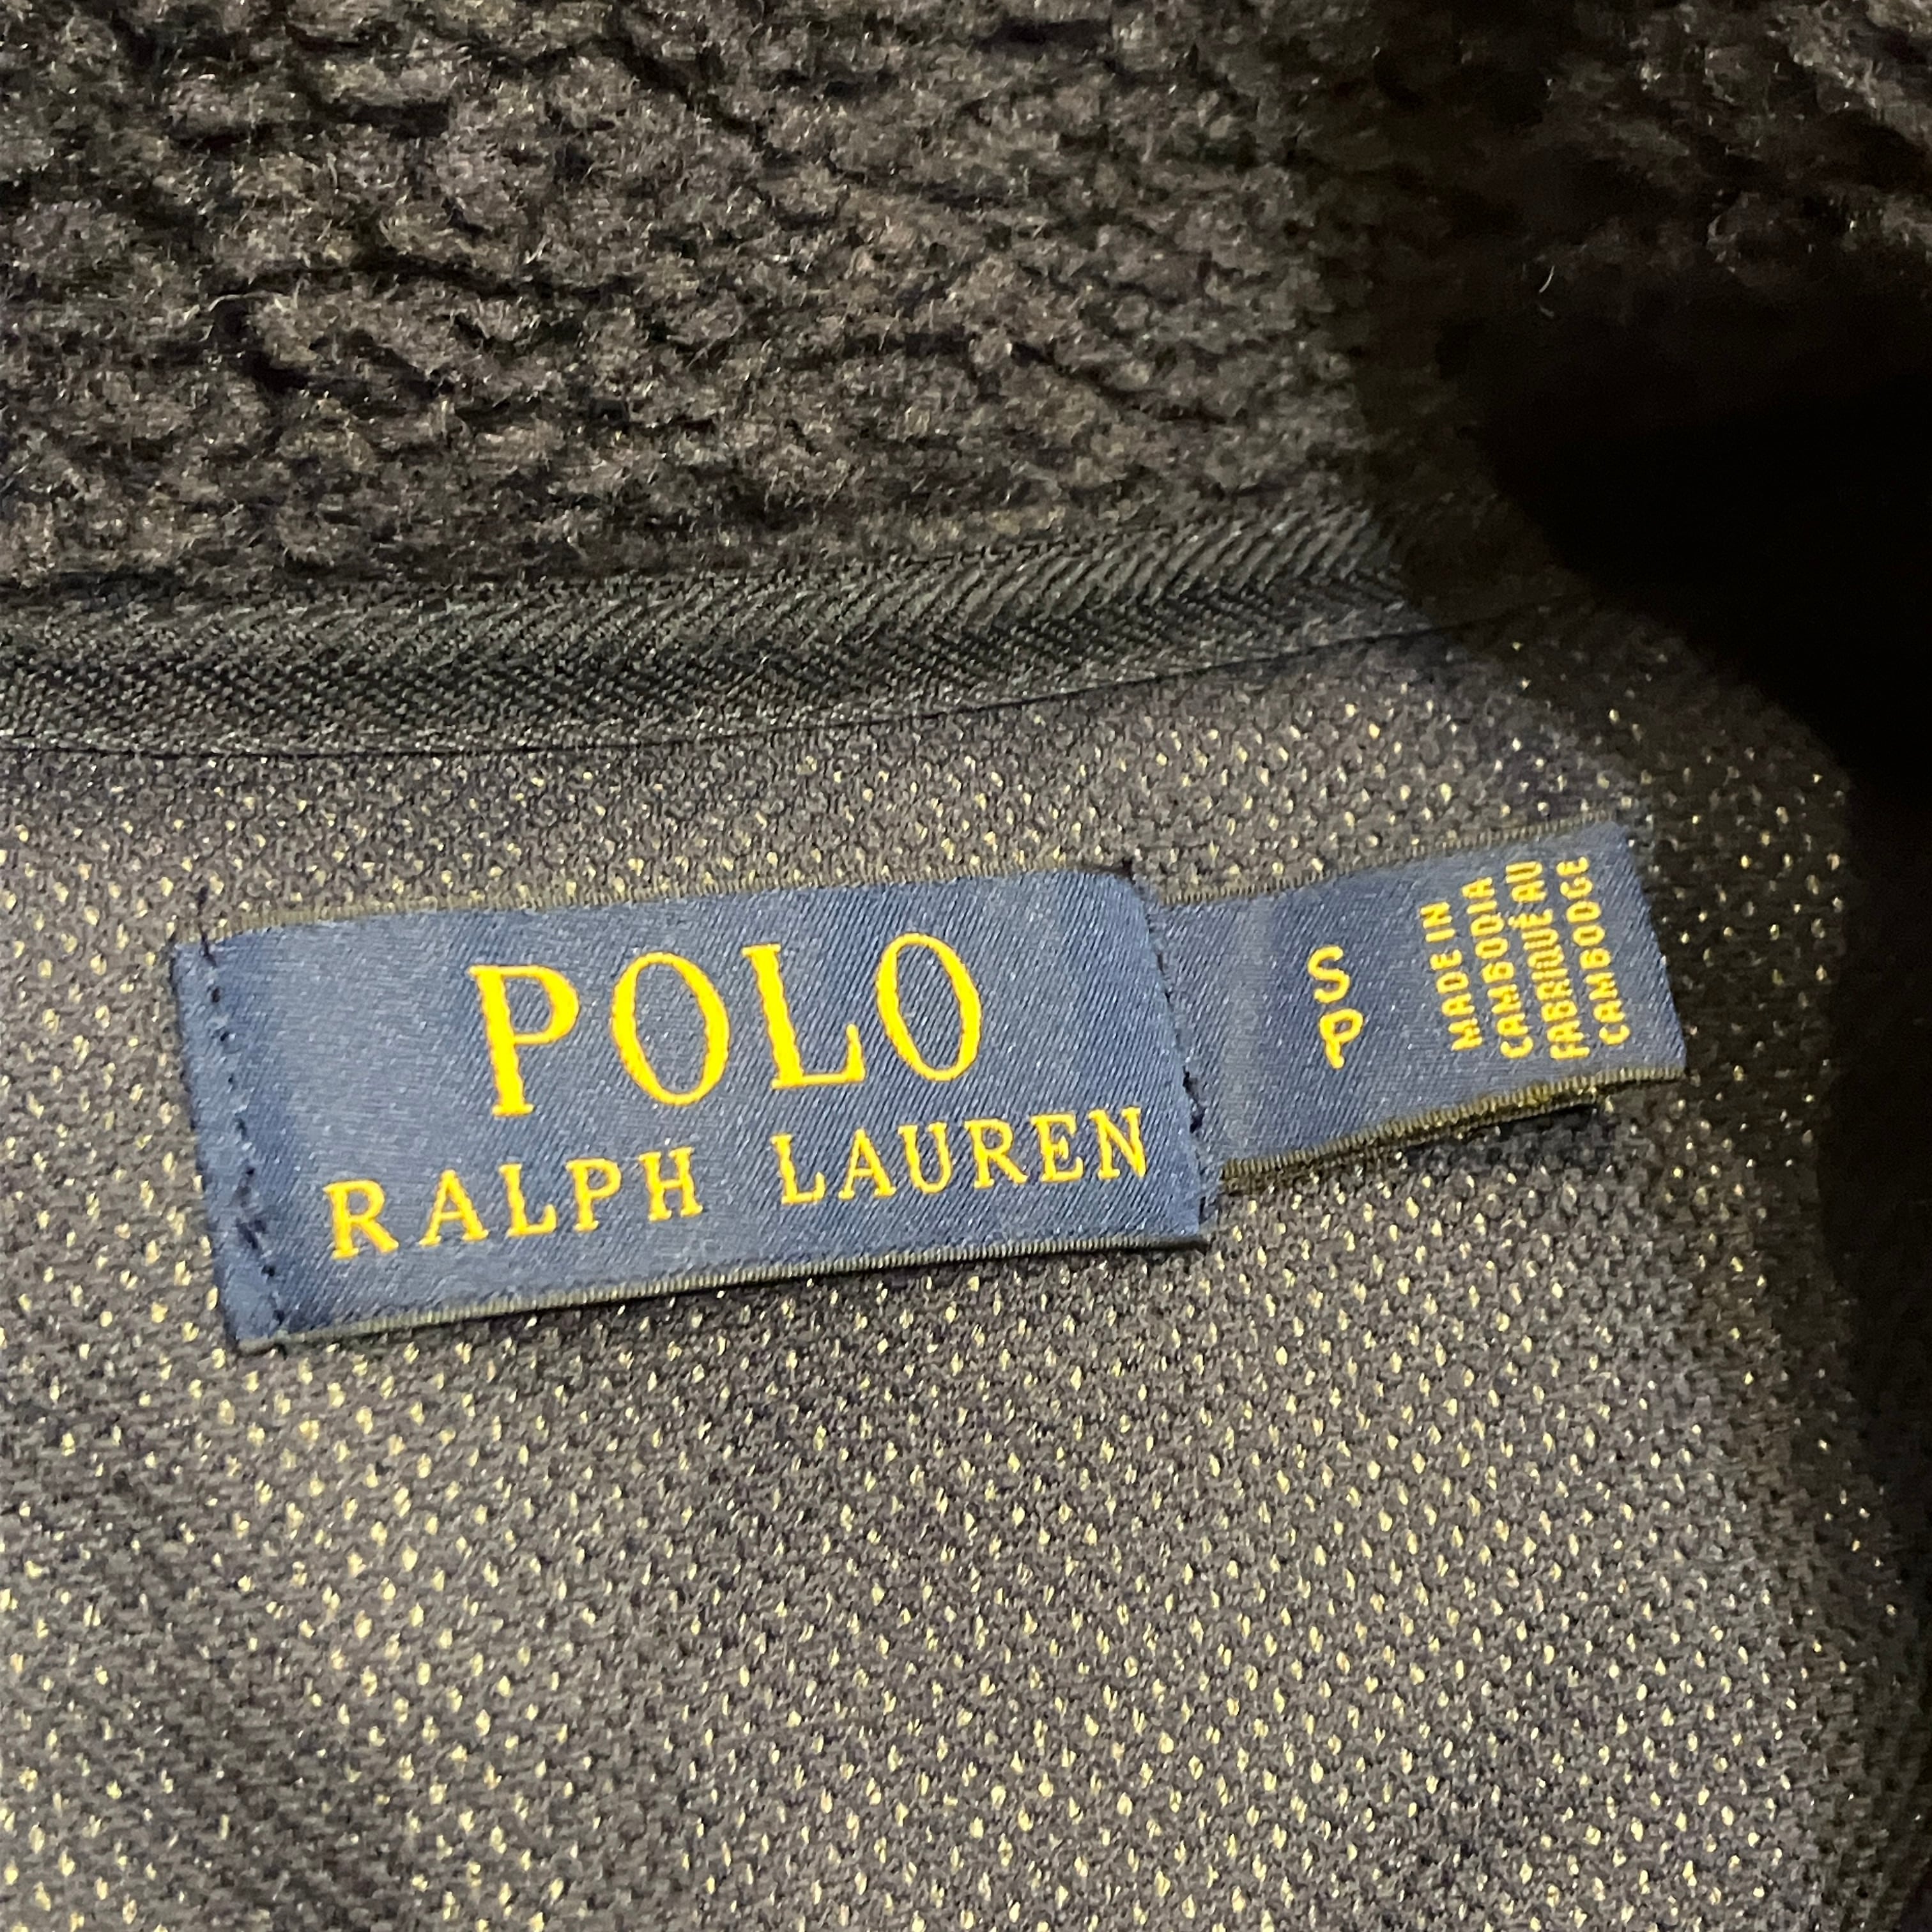 POLO
RALPH LAUREN
S
P
MADE IN
CAMBODIA
FABRIQUÉ AU
CAMBODGE